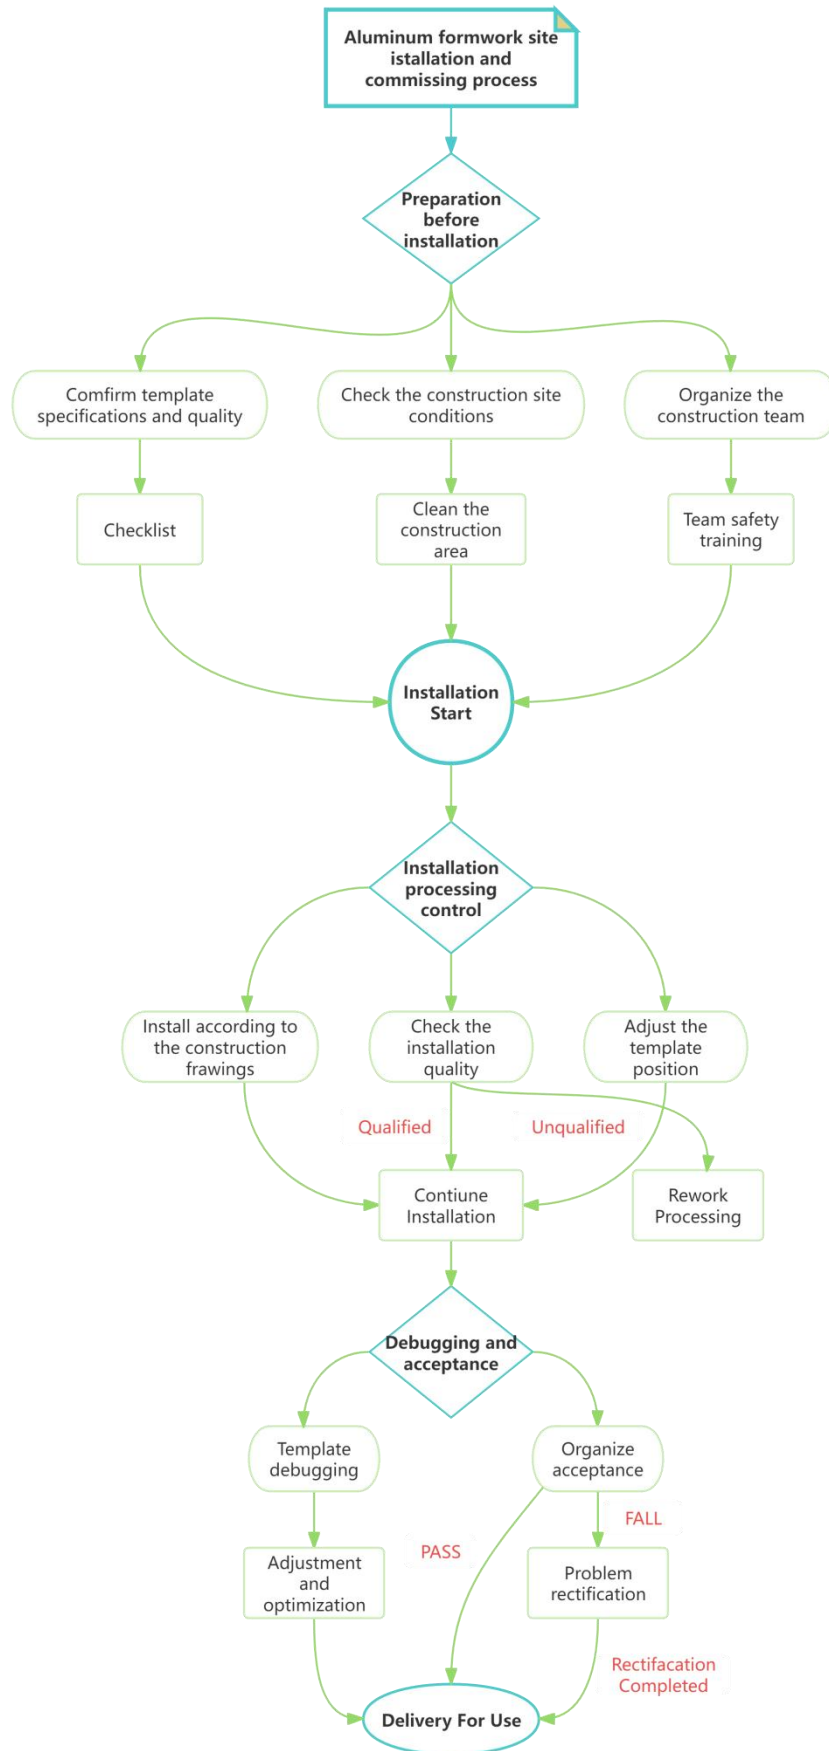 Aluminum formwork site
istallation and
commissing process
Preparation
before
installation
Comfirm template
specifications and quality
Check the construction site
conditions
Organize the
construction team
Checklist
Clean the
construction
area
Team safety
training
Installation
Start
Installation
processing
control
Install according to
the construction
frawings
Check the
installation
quality
Adjust the
template
position
Qualified
Unqualified
Contiune
Installation
Rework
Processing
Debugging and
acceptance
Template
debugging
Organize
acceptance
PASS
FALL
Adjustment
and
optimization
Problem
rectification
Rectifacation
Completed
Delivery For Use